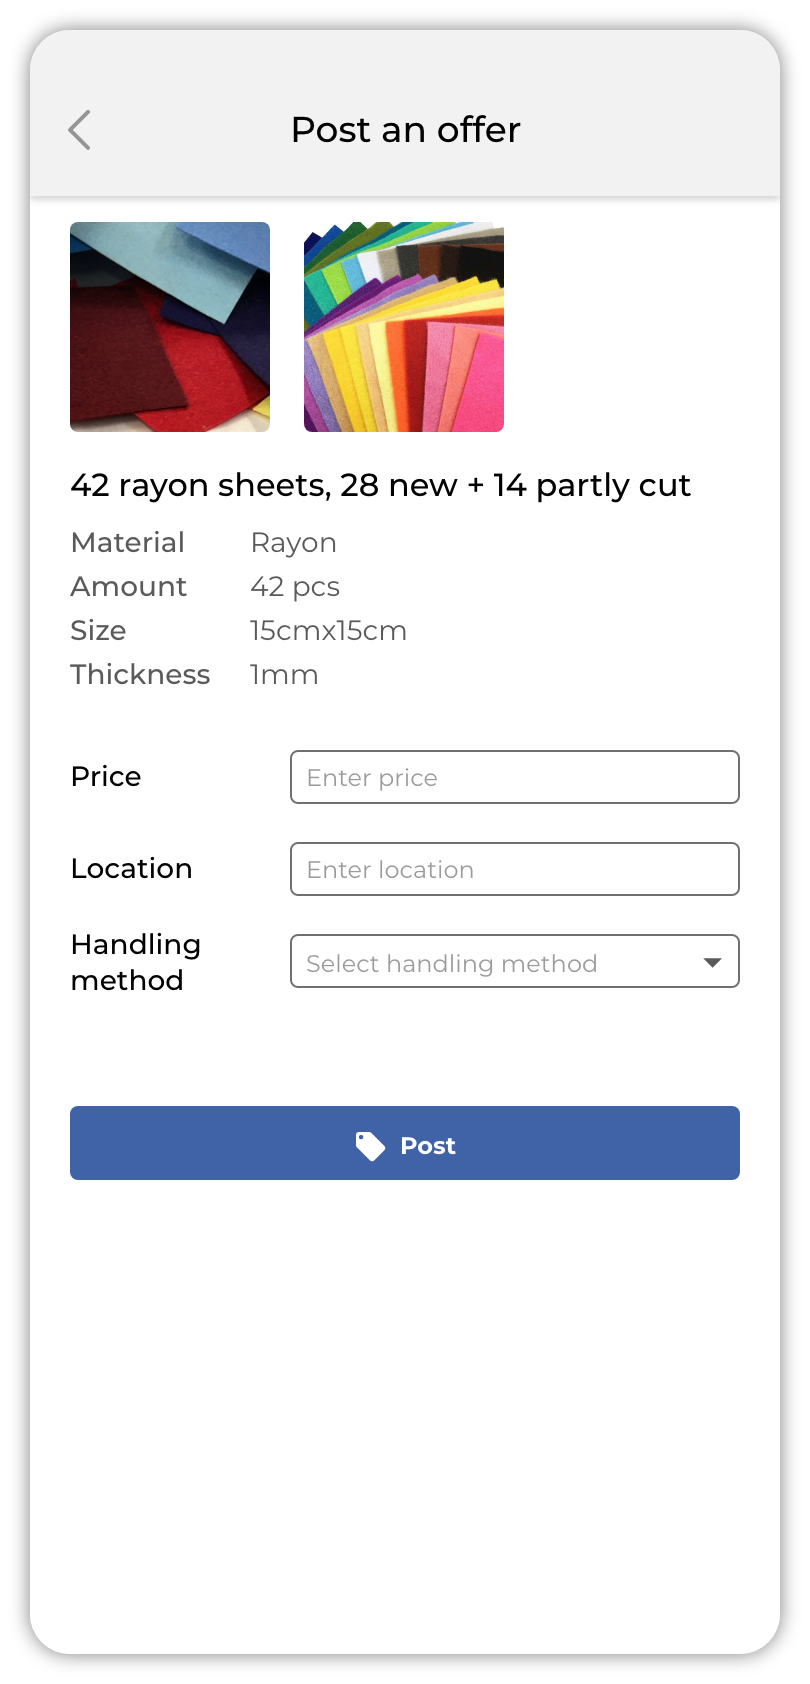 Post an offer
42 rayon sheets, 28 new + 14 partly cut
Material Rayon
Amount 42 pcs
Size 15cmx15cm
Thickness 1mm
Price Enter price
Location Enter location
Handling
method
Select handling method
Post